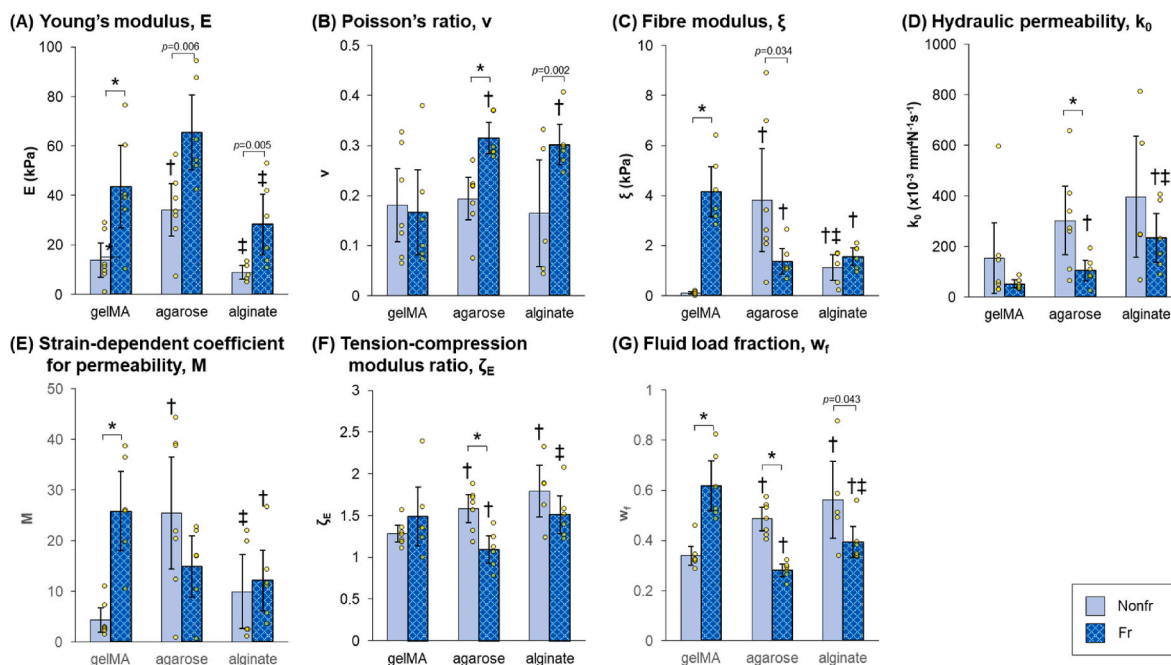 (A) Young's modulus, E
(B) Poisson's ratio, v
(C) Fibre modulus, ξ
(D) Hydraulic permeability, k₀
100
80
60
40
20
0
E (kPa)
*
†
p=0.006
‡
p=0.005
‡
*
gelMA agarose alginate
0.5
0.4
0.3
0.2
0.1
0
v
*
†
p=0.002
†
gelMA agarose alginate
10
8
6
4
2
0
ξ (kPa)
*
†
p=0.034
†
†‡
†
gelMA agarose alginate
1000
800
600
400
200
0
k₀ (x10⁻³ mm⁴N⁻¹s⁻¹)
*
†
†‡
gelMA agarose alginate
(E) Strain-dependent coefficient
for permeability, M
(F) Tension-compression
modulus ratio, ζE
(G) Fluid load fraction, wf
50
40
30
20
10
0
M
*
†
‡
†
gelMA agarose alginate
3
2.5
2
1.5
1
0.5
0
ζE
†
*
†
†
‡
gelMA agarose alginate
1
0.8
0.6
0.4
0.2
0
wf
*
†
*
†
p=0.043
†
†‡
gelMA agarose alginate
Nonfr
Fr